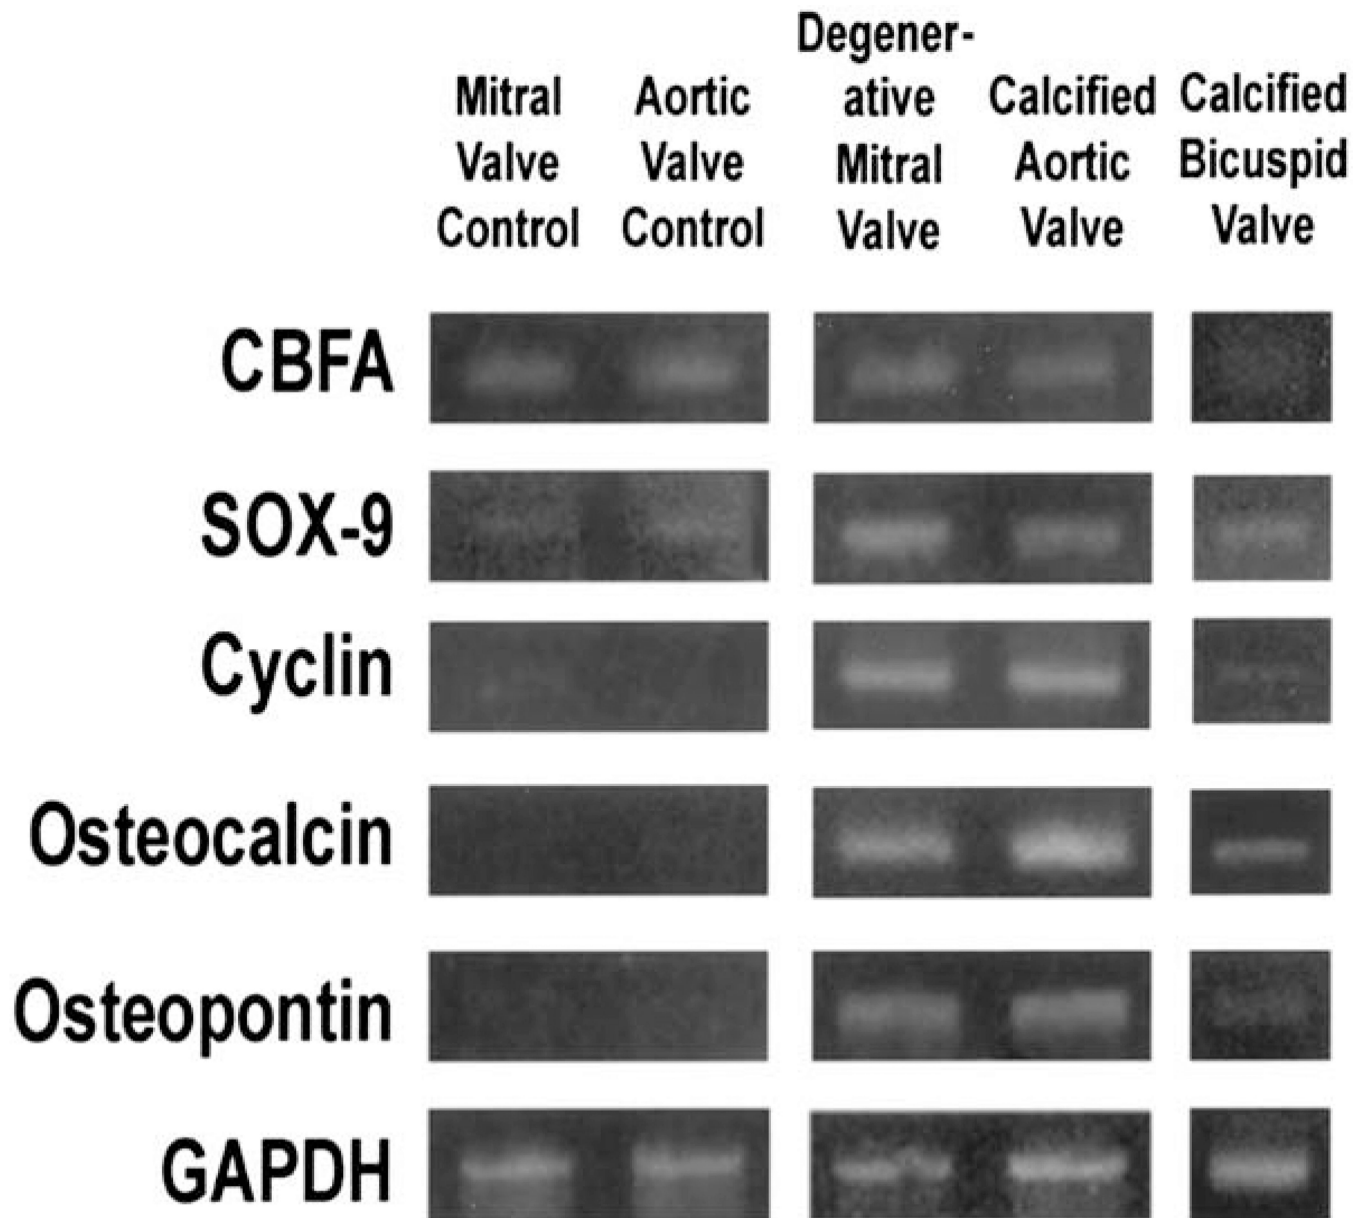 Mitral
Valve
Control
Aortic
Valve
Control
Degener-
ative
Mitral
Valve
Calcified
Aortic
Valve
Calcified
Bicuspid
Valve
CBFA
SOX-9
Cyclin
Osteocalcin
Osteopontin
GAPDH